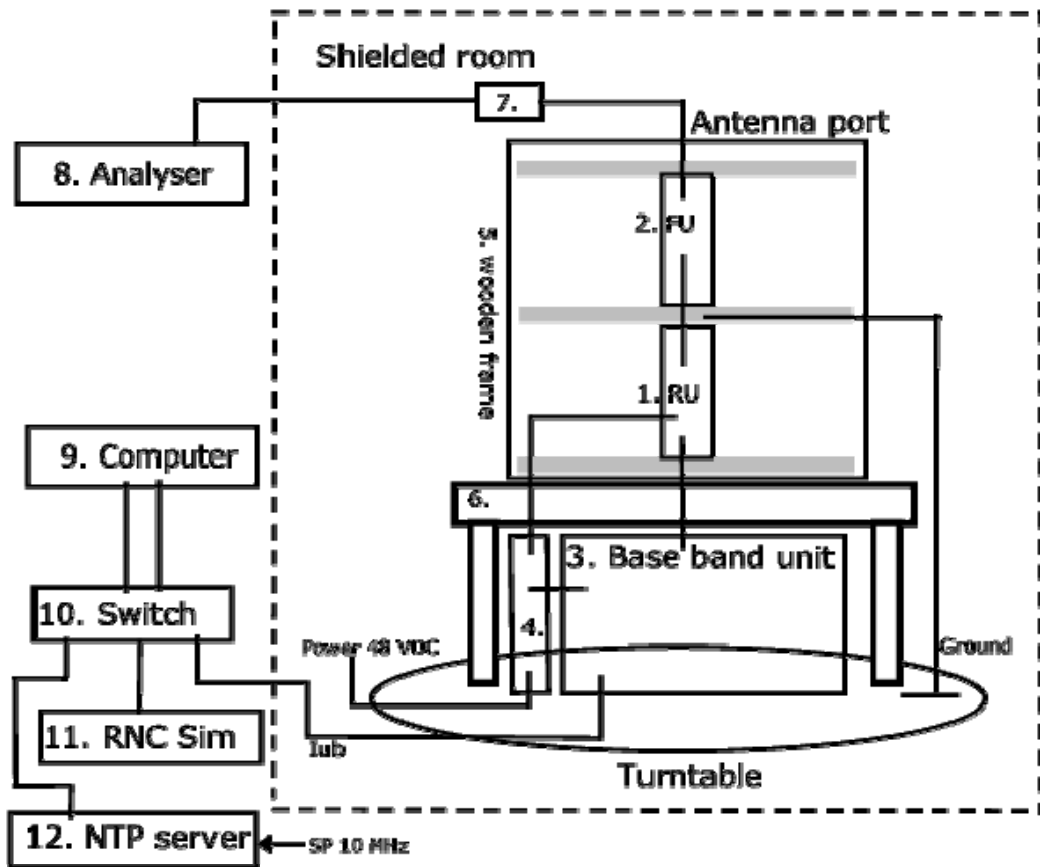 Shielded room
7.
Antenna port
8. Analyser
2. FU
5. wooden frame
1. RU
9. Computer
6.
3. Base band unit
10. Switch
4.
Power 48 VDC
Ground
11. RNC Sim
Iub
Turntable
12. NTP server
SP 10 MHz